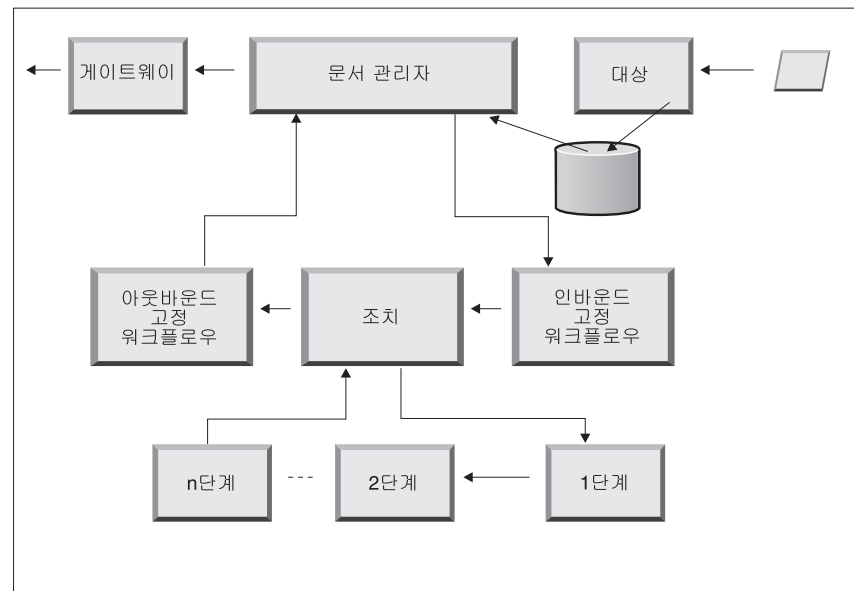 게이트웨이
문서 관리자
대상
아웃바운드
고정
워크플로우
조치
인바운드
고정
워크플로우
n단계
2단계
1단계